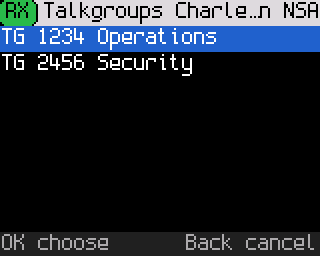 RX Talkgroups Charle…n NSA
TG 1234 Operations
TG 2456 Security
OK choose Back cancel